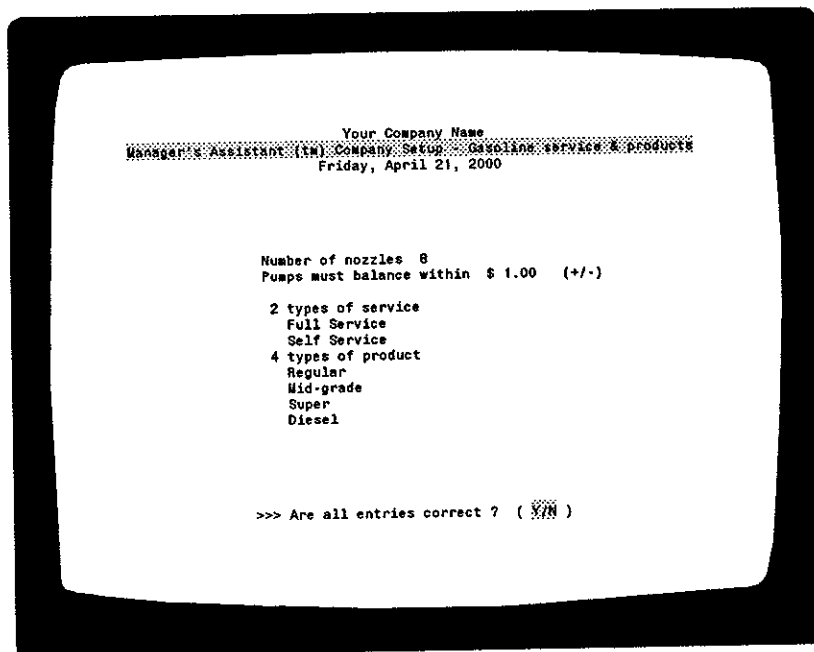 Your Company Name
Manager's Assistant (tm) Company Setup - Gasoline service & products
Friday, April 21, 2000
Number of nozzles 8
Pumps must balance within $ 1.00 (+/-)
2 types of service
Full Service
Self Service
4 types of product
Regular
Mid-grade
Super
Diesel
>>> Are all entries correct ? ( Y/N )